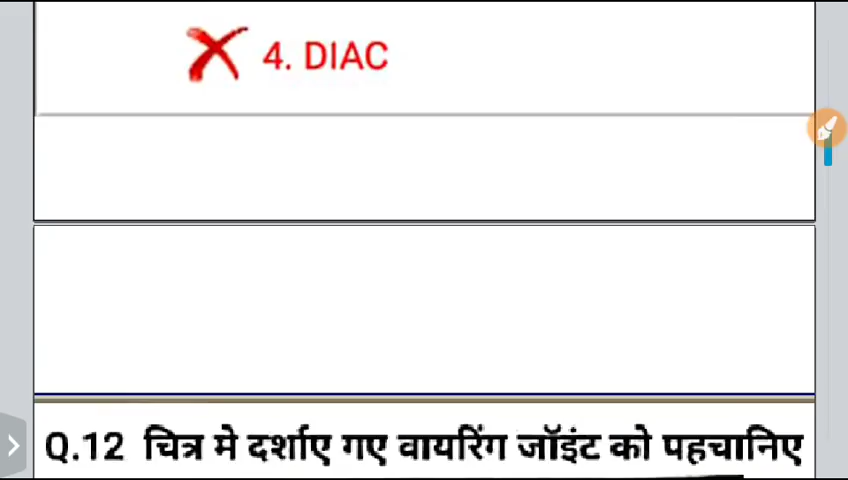 4. DIAC
Q.12 चित्र मे दर्शाए गए वायरिंग जॉइंट को पहचानिए